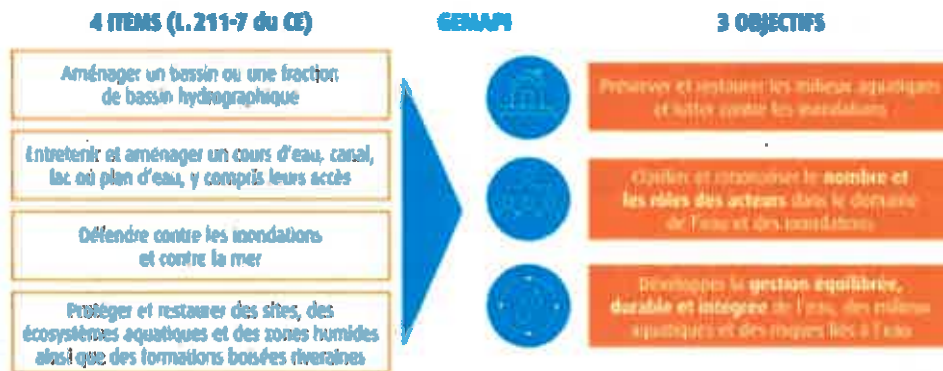 4 ITEMS (L.211-7 du CE)
GEMAPI
3 OBJECTIFS
Aménager un bassin ou une fraction
de bassin hydrographique
Entretenir et aménager un cours d'eau, canal,
lac ou plan d'eau, y compris leurs accès
Défendre contre les inondations
et contre la mer
Protéger et restaurer des sites, des
écosystèmes aquatiques et des zones humides
ainsi que des formations boisées riveraines
Préserver et restaurer les milieux aquatiques
et lutter contre les inondations
et rationaliser le nombre et
les rôles des acteurs dans le domaine
de l'eau et des inondations
Développer la gestion équilibrée,
durable et intégrée de l'eau, des milieux
aquatiques et des risques liés à l'eau